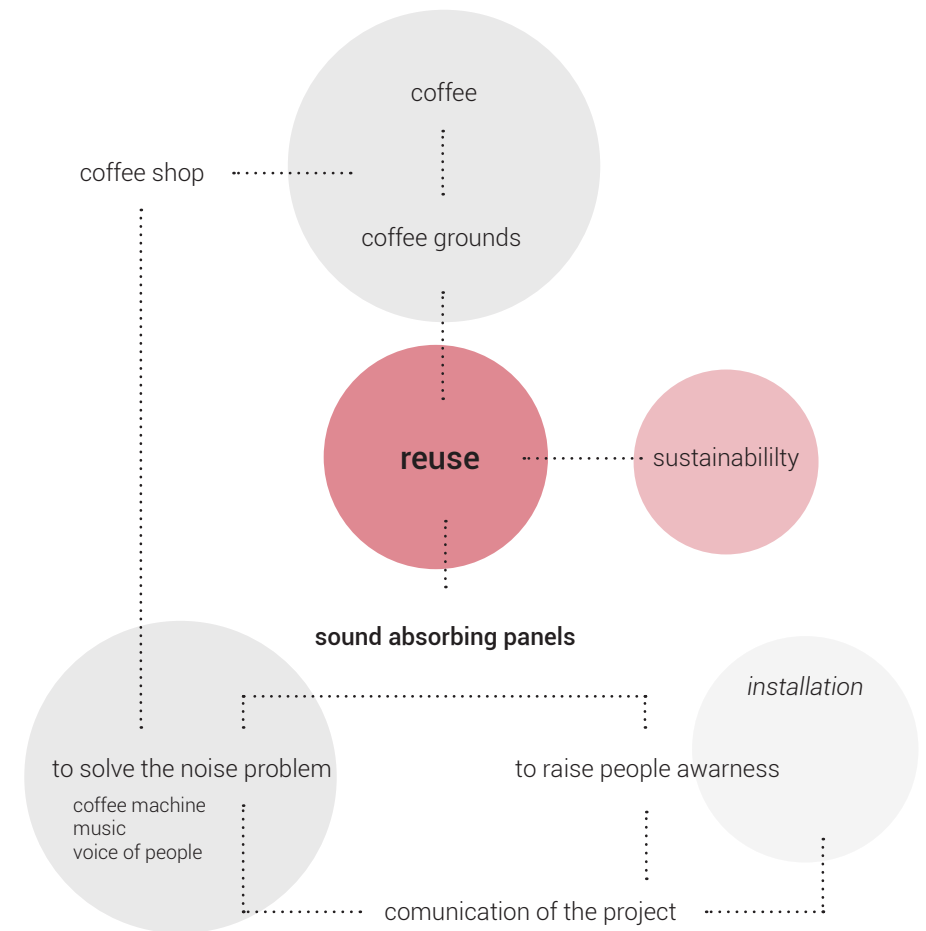 coffee
coffee shop
coffee grounds
reuse
sustainabililty
sound absorbing panels
installation
to solve the noise problem
to raise people awarness
coffee machine
music
voice of people
comunication of the project